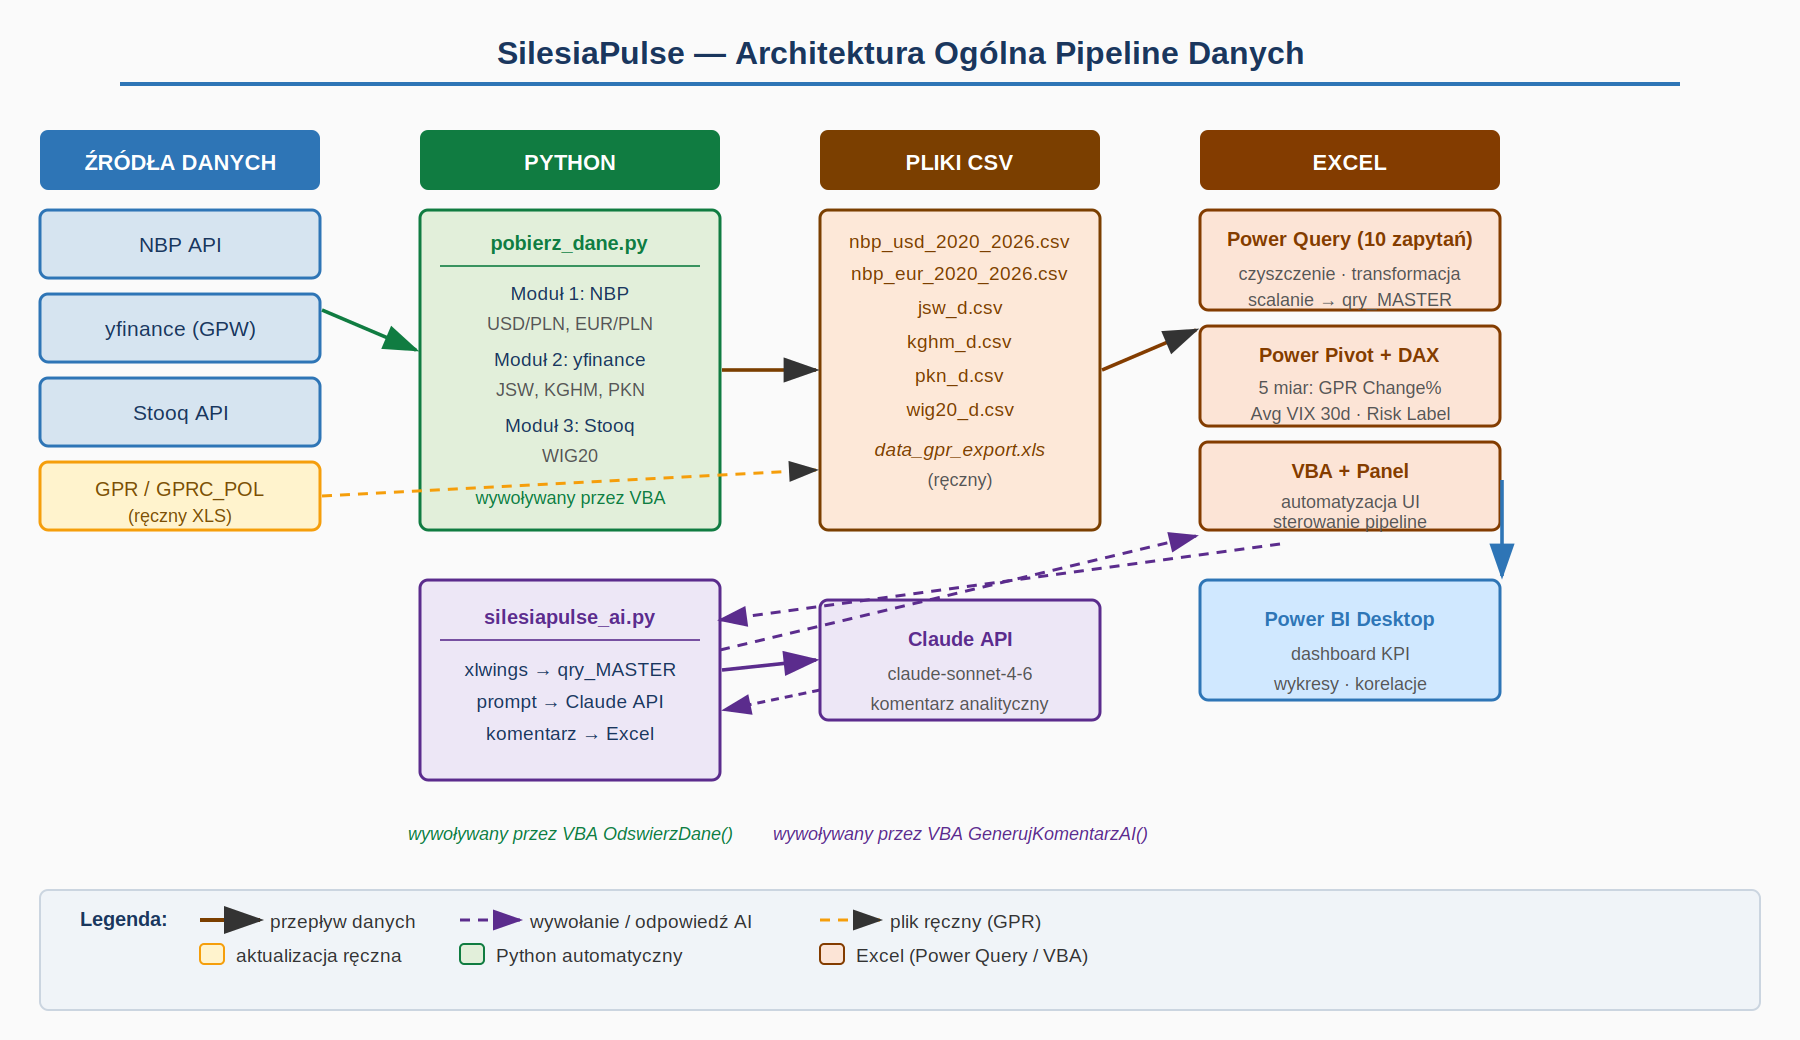 SilesiaPulse — Architektura Ogólna Pipeline Danych
ŹRÓDŁA DANYCH
NBP API
yfinance (GPW)
Stooq API
GPR / GPRC_POL
(ręczny XLS)
PYTHON
pobierz_dane.py
Moduł 1: NBP
USD/PLN, EUR/PLN
Moduł 2: yfinance
JSW, KGHM, PKN
Moduł 3: Stooq
WIG20
wywoływany przez VBA
PLIKI CSV
nbp_usd_2020_2026.csv
nbp_eur_2020_2026.csv
jsw_d.csv
kghm_d.csv
pkn_d.csv
wig20_d.csv
data_gpr_export.xls
(ręczny)
EXCEL
Power Query (10 zapytań)
czyszczenie · transformacja
scalanie → qry_MASTER
Power Pivot + DAX
5 miar: GPR Change%
Avg VIX 30d · Risk Label
VBA + Panel
automatyzacja UI
sterowanie pipeline
silesiapulse_ai.py
xlwings → qry_MASTER
prompt → Claude API
komentarz → Excel
Claude API
claude-sonnet-4-6
komentarz analityczny
Power BI Desktop
dashboard KPI
wykresy · korelacje
wywoływany przez VBA OdswierzDane()
wywoływany przez VBA GenerujKomentarzAI()
Legenda:
przepływ danych
wywołanie / odpowiedź AI
plik ręczny (GPR)
aktualizacja ręczna
Python automatyczny
Excel (Power Query / VBA)